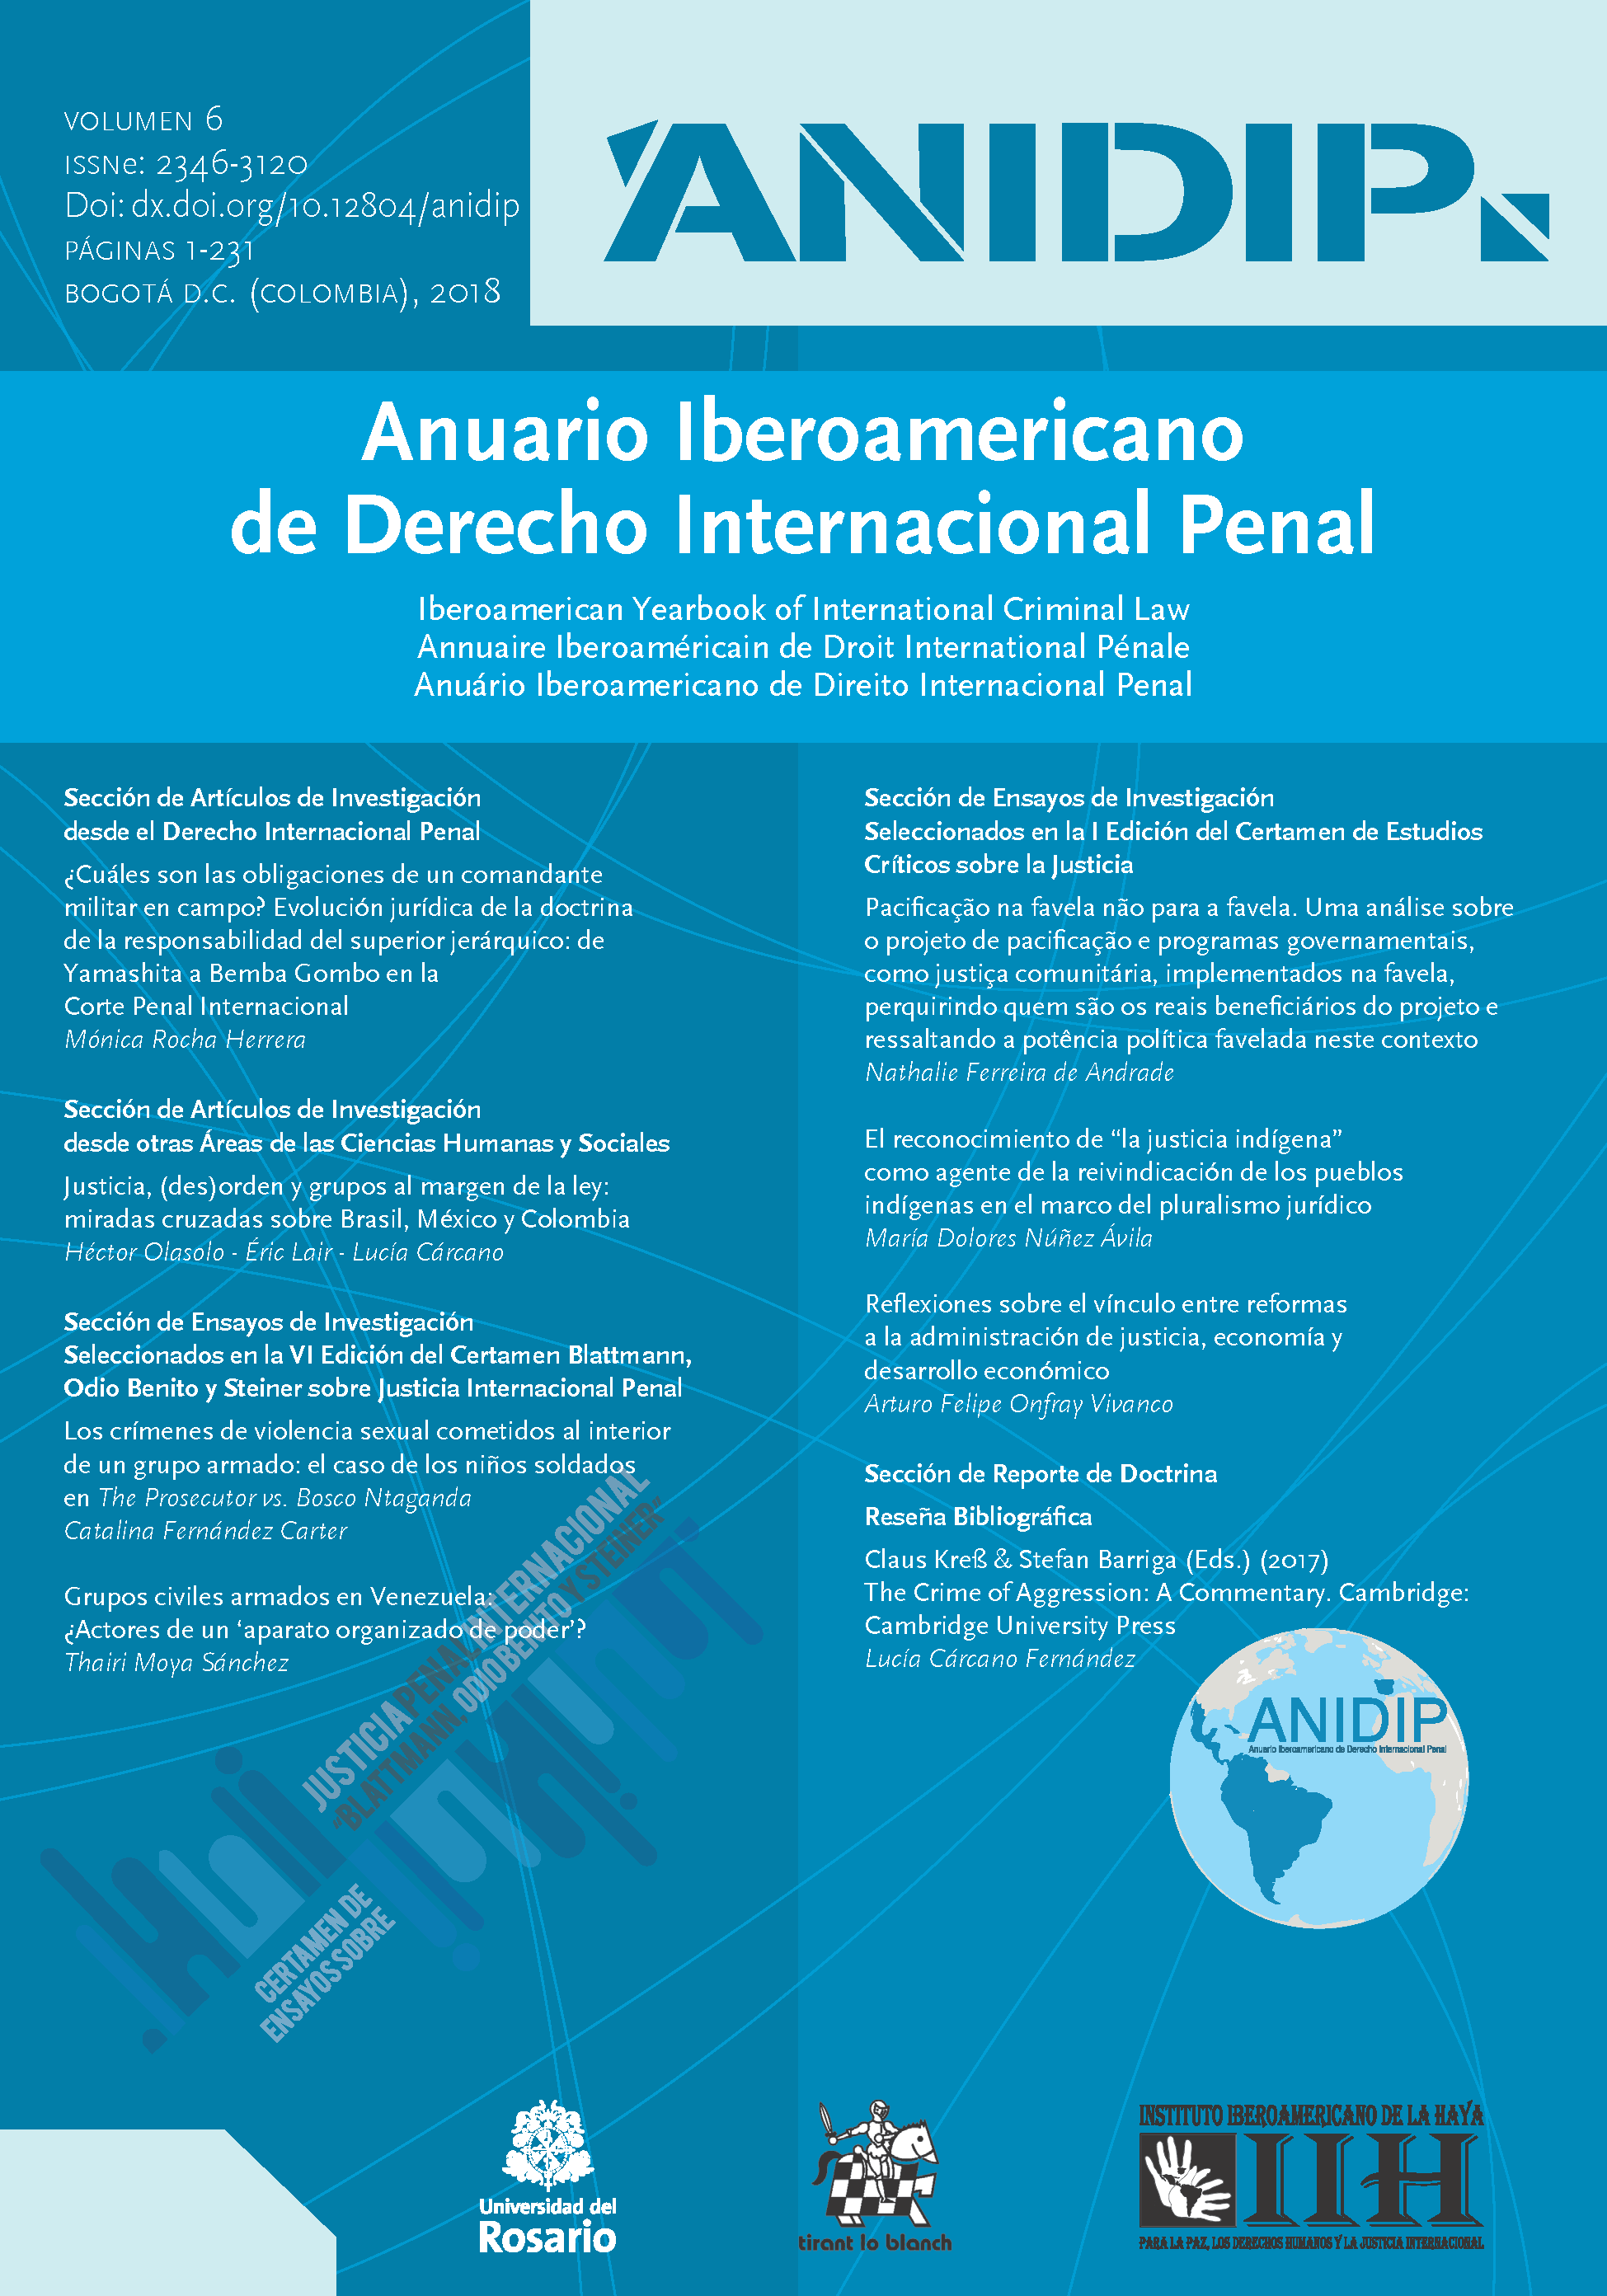 VOLUMEN 6
ISSNe: 2346-3120
Doi: dx.doi.org/10.12804/anidip
PÁGINAS 1-231
BOGOTÁ D.C. (COLOMBIA), 2018
ANIDIP
Anuario Iberoamericano
de Derecho Internacional Penal
Iberoamerican Yearbook of International Criminal Law
Annuaire Iberoaméricain de Droit International Pénale
Anuário Iberoamericano de Direito Internacional Penal
Sección de Artículos de Investigación
desde el Derecho Internacional Penal
¿Cuáles son las obligaciones de un comandante
militar en campo? Evolución jurídica de la doctrina
de la responsabilidad del superior jerárquico: de
Yamashita a Bemba Gombo en la
Corte Penal Internacional
Mónica Rocha Herrera
Sección de Artículos de Investigación
desde otras Áreas de las Ciencias Humanas y Sociales
Justicia, (des)orden y grupos al margen de la ley:
miradas cruzadas sobre Brasil, México y Colombia
Héctor Olasolo - Éric Lair - Lucía Cárcano
Sección de Ensayos de Investigación
Seleccionados en la VI Edición del Certamen Blattmann,
Odio Benito y Steiner sobre Justicia Internacional Penal
Los crímenes de violencia sexual cometidos al interior
de un grupo armado: el caso de los niños soldados
en The Prosecutor vs. Bosco Ntaganda
Catalina Fernández Carter
Grupos civiles armados en Venezuela:
¿Actores de un ‘aparato organizado de poder’?
Thairi Moya Sánchez
Sección de Ensayos de Investigación
Seleccionados en la I Edición del Certamen de Estudios
Críticos sobre la Justicia
Pacificação na favela não para a favela. Uma análise sobre
o projeto de pacificação e programas governamentais,
como justiça comunitária, implementados na favela,
perquirindo quem são os reais beneficiários do projeto e
ressaltando a potência política favelada neste contexto
Nathalie Ferreira de Andrade
El reconocimiento de “la justicia indígena”
como agente de la reivindicación de los pueblos
indígenas en el marco del pluralismo jurídico
María Dolores Núñez Ávila
Reflexiones sobre el vínculo entre reformas
a la administración de justicia, economía y
desarrollo económico
Arturo Felipe Onfray Vivanco
Sección de Reporte de Doctrina
Reseña Bibliográfica
Claus Kreß & Stefan Barriga (Eds.) (2017)
The Crime of Aggression: A Commentary. Cambridge:
Cambridge University Press
Lucía Cárcano Fernández
CERTAMEN DE
ENSAYOS SOBRE
JUSTICIA PENAL INTERNACIONAL
“BLATTMANN, ODIO BENITO Y STEINER”
ANIDIP
Anuario Iberoamericano de Derecho Internacional Penal
Universidad del
Rosario
tirant lo blanch
INSTITUTO IBEROAMERICANO DE LA HAYA
IIH
PARA LA PAZ, LOS DERECHOS HUMANOS Y LA JUSTICIA INTERNACIONAL